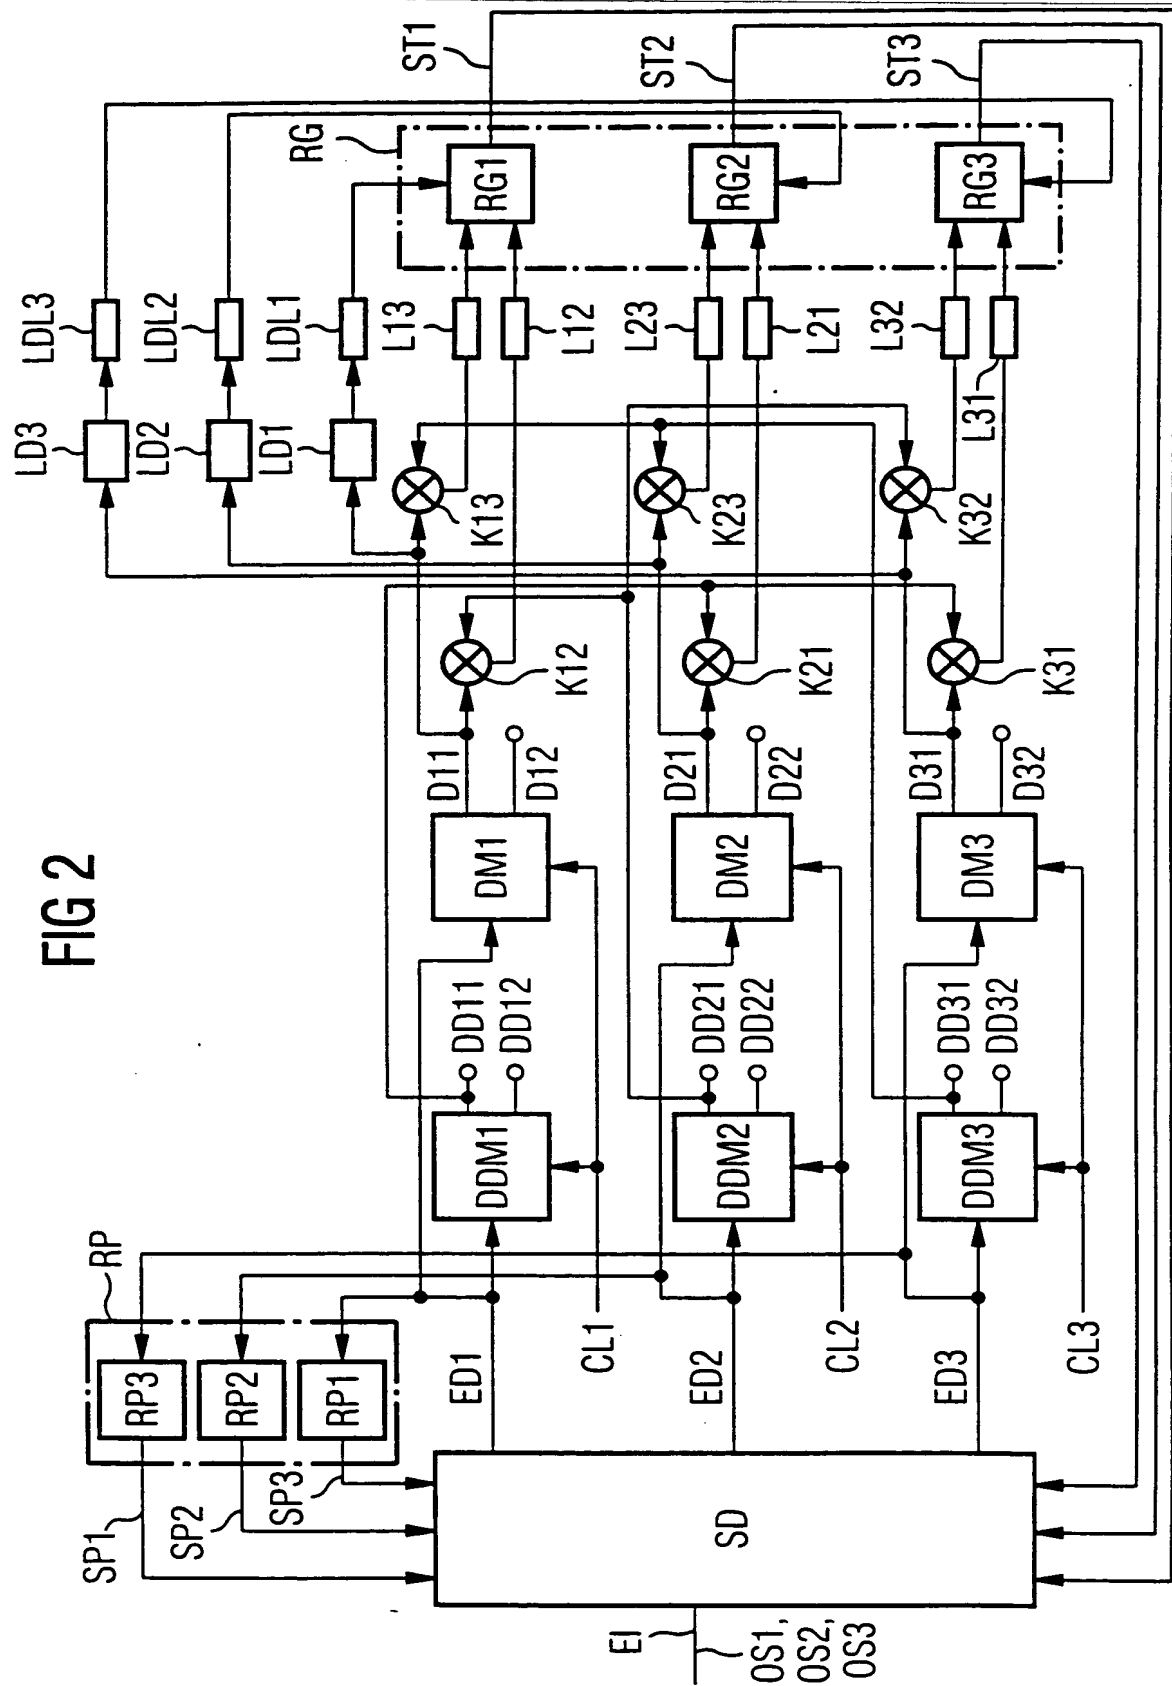 FIG 2
EI
OS1,
OS2,
OS3
SD
SP1
SP2
SP3
RP
RP3
RP2
RP1
ED1
ED2
ED3
CL1
CL2
CL3
DDM1
DDM2
DDM3
DD11
DD12
DD21
DD22
DD31
DD32
DM1
DM2
DM3
D11
D12
D21
D22
D31
D32
K12
K21
K31
K13
K23
K32
LD3
LD2
LD1
LDL3
LDL2
LDL1
L13
L12
L23
L21
L32
L31
RG
RG1
RG2
RG3
ST1
ST2
ST3